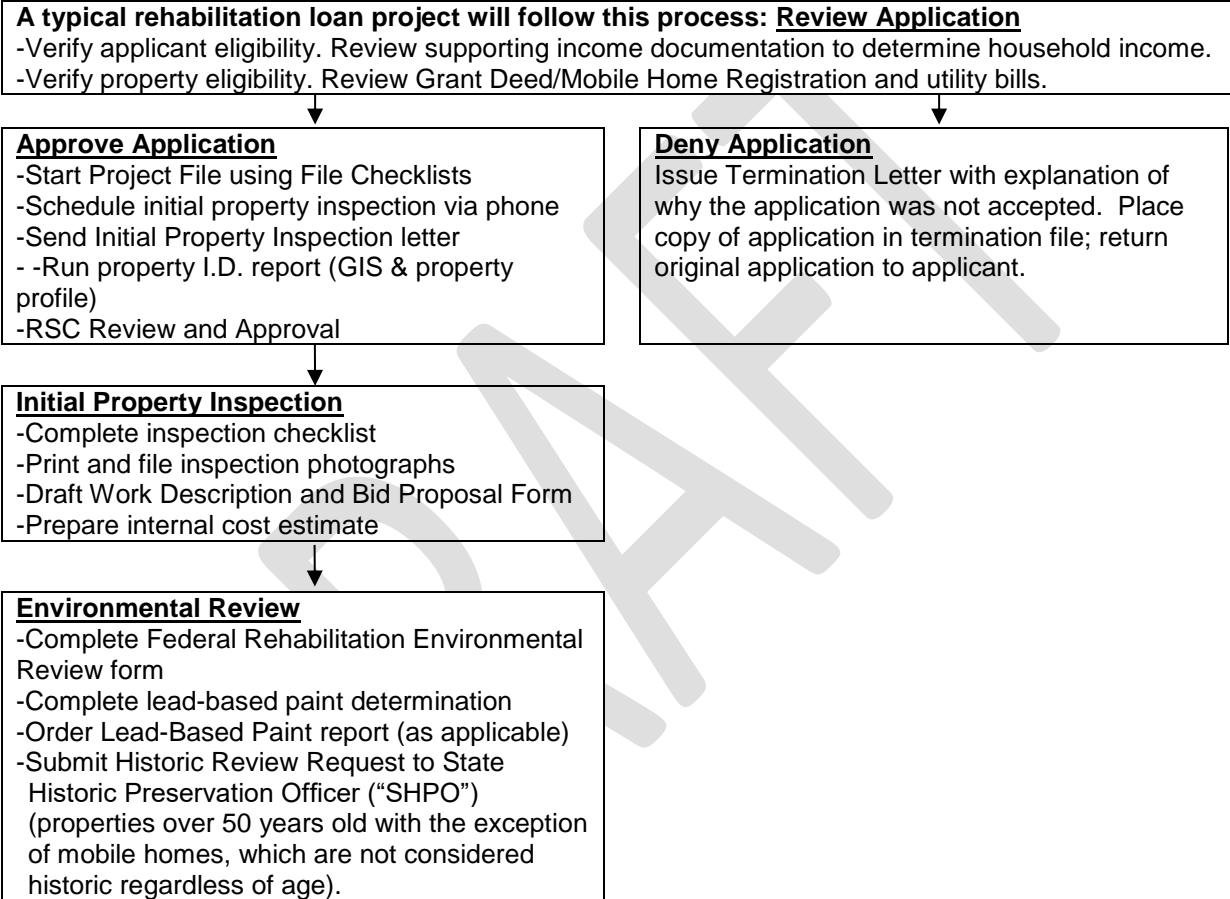 A typical rehabilitation loan project will follow this process: Review Application
-Verify applicant eligibility. Review supporting income documentation to determine household income.
-Verify property eligibility. Review Grant Deed/Mobile Home Registration and utility bills.
Approve Application
-Start Project File using File Checklists
-Schedule initial property inspection via phone
-Send Initial Property Inspection letter
- -Run property I.D. report (GIS & property
profile)
-RSC Review and Approval
Deny Application
Issue Termination Letter with explanation of
why the application was not accepted.  Place
copy of application in termination file; return
original application to applicant.
Initial Property Inspection
-Complete inspection checklist
-Print and file inspection photographs
-Draft Work Description and Bid Proposal Form
-Prepare internal cost estimate
Environmental Review
-Complete Federal Rehabilitation Environmental
Review form
-Complete lead-based paint determination
-Order Lead-Based Paint report (as applicable)
-Submit Historic Review Request to State
Historic Preservation Officer (“SHPO”)
(properties over 50 years old with the exception
of mobile homes, which are not considered
historic regardless of age).
DRAFT